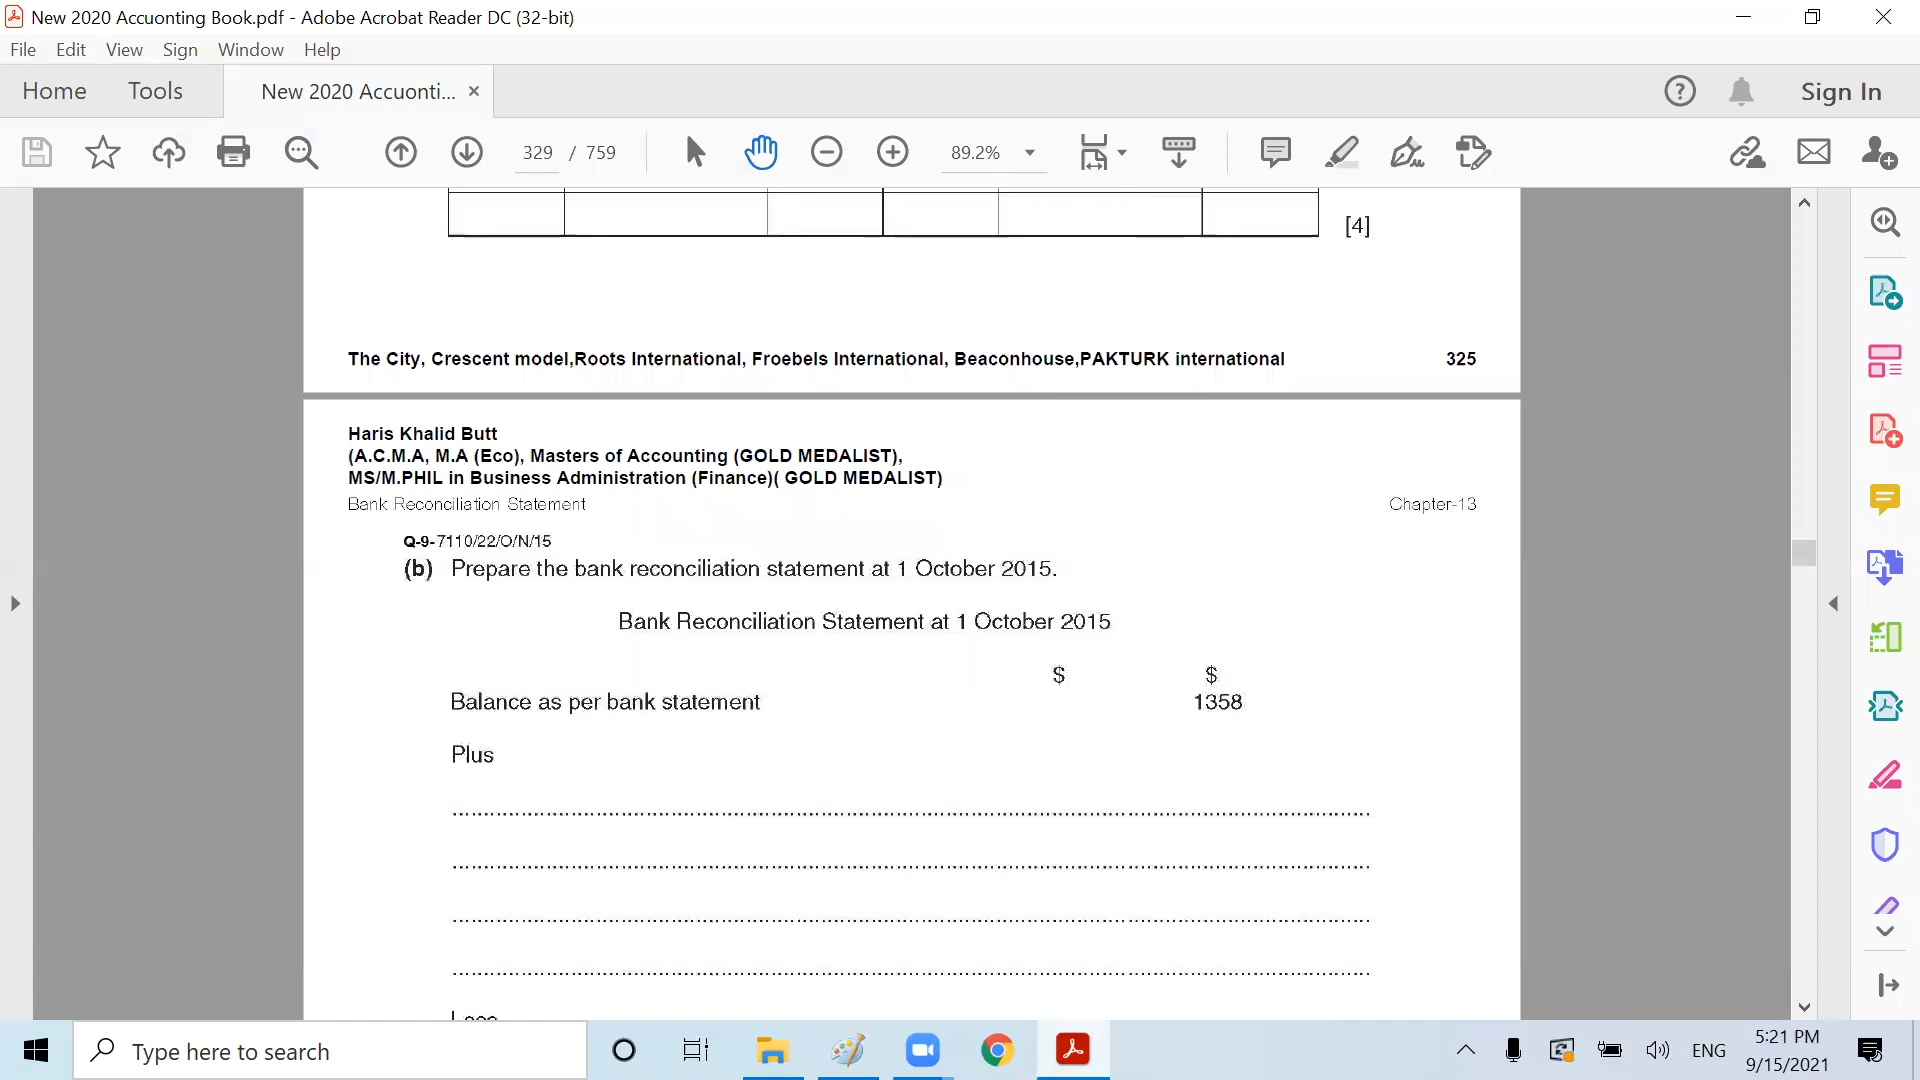 New 2020 Accuonting Book.pdf - Adobe Acrobat Reader DC (32-bit)
File Edit View Sign Window Help
Home Tools New 2020 Accuonti... Sign In
329 / 759 89.2%
[4]
The City, Crescent model,Roots International, Froebels International, Beaconhouse,PAKTURK international 325
Haris Khalid Butt
(A.C.M.A, M.A (Eco), Masters of Accounting (GOLD MEDALIST),
MS/M.PHIL in Business Administration (Finance)( GOLD MEDALIST)
Bank Reconciliation Statement Chapter-13
Q-9-7110/22/O/N/15
(b) Prepare the bank reconciliation statement at 1 October 2015.
Bank Reconciliation Statement at 1 October 2015
$ $
Balance as per bank statement 1358
Plus
Less
Type here to search
ENG
5:21 PM
9/15/2021